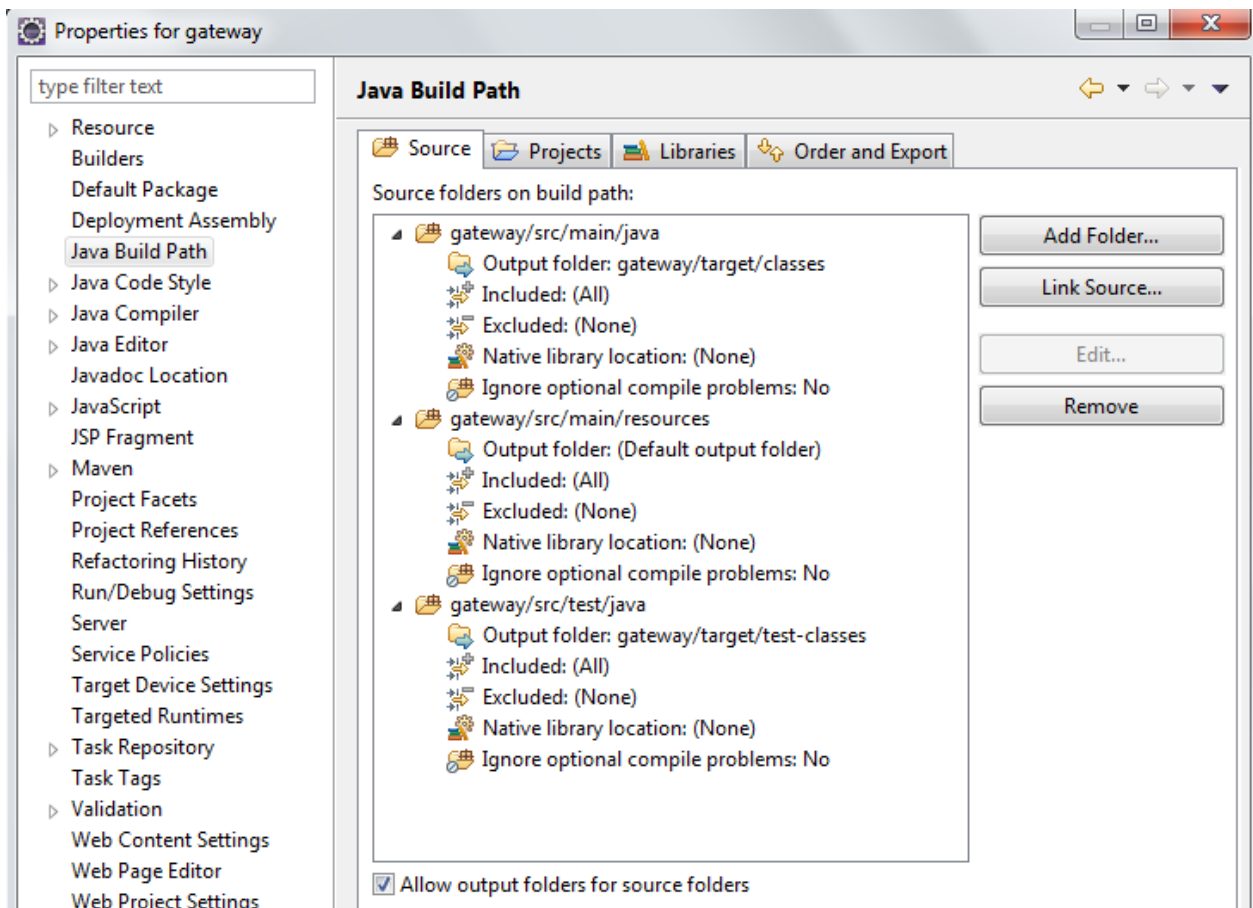 Properties for gateway
type filter text
Resource
Builders
Default Package
Deployment Assembly
Java Build Path
Java Code Style
Java Compiler
Java Editor
Javadoc Location
JavaScript
JSP Fragment
Maven
Project Facets
Project References
Refactoring History
Run/Debug Settings
Server
Service Policies
Target Device Settings
Targeted Runtimes
Task Repository
Task Tags
Validation
Web Content Settings
Web Page Editor
Web Project Settings
Java Build Path
Source
Projects
Libraries
Order and Export
Source folders on build path:
gateway/src/main/java
Output folder: gateway/target/classes
Included: (All)
Excluded: (None)
Native library location: (None)
Ignore optional compile problems: No
gateway/src/main/resources
Output folder: (Default output folder)
Included: (All)
Excluded: (None)
Native library location: (None)
Ignore optional compile problems: No
gateway/src/test/java
Output folder: gateway/target/test-classes
Included: (All)
Excluded: (None)
Native library location: (None)
Ignore optional compile problems: No
Add Folder...
Link Source...
Edit...
Remove
Allow output folders for source folders